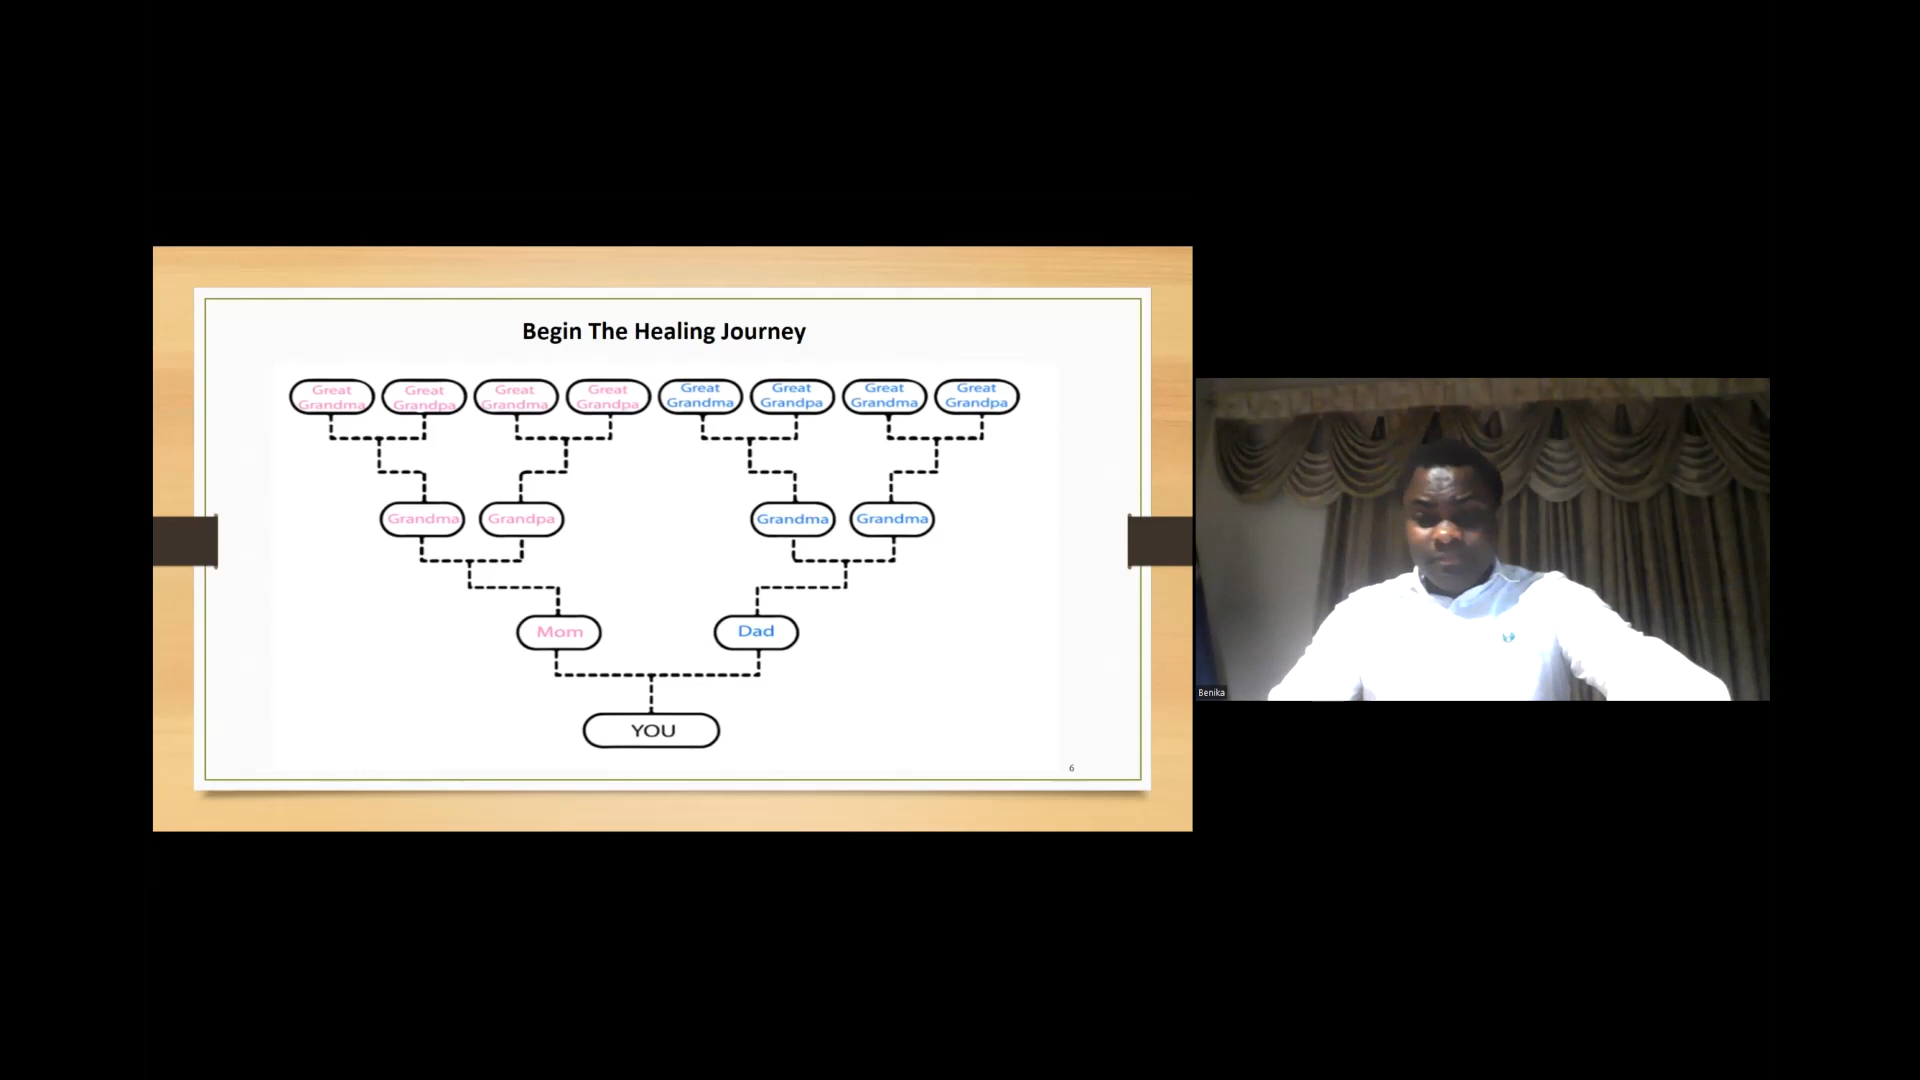 Begin The Healing Journey
Great Grandma
Great Grandpa
Great Grandma
Great Grandpa
Great Grandma
Great Grandpa
Great Grandma
Great Grandpa
Grandma
Grandpa
Grandma
Grandma
Mom
Dad
YOU
6
Benika